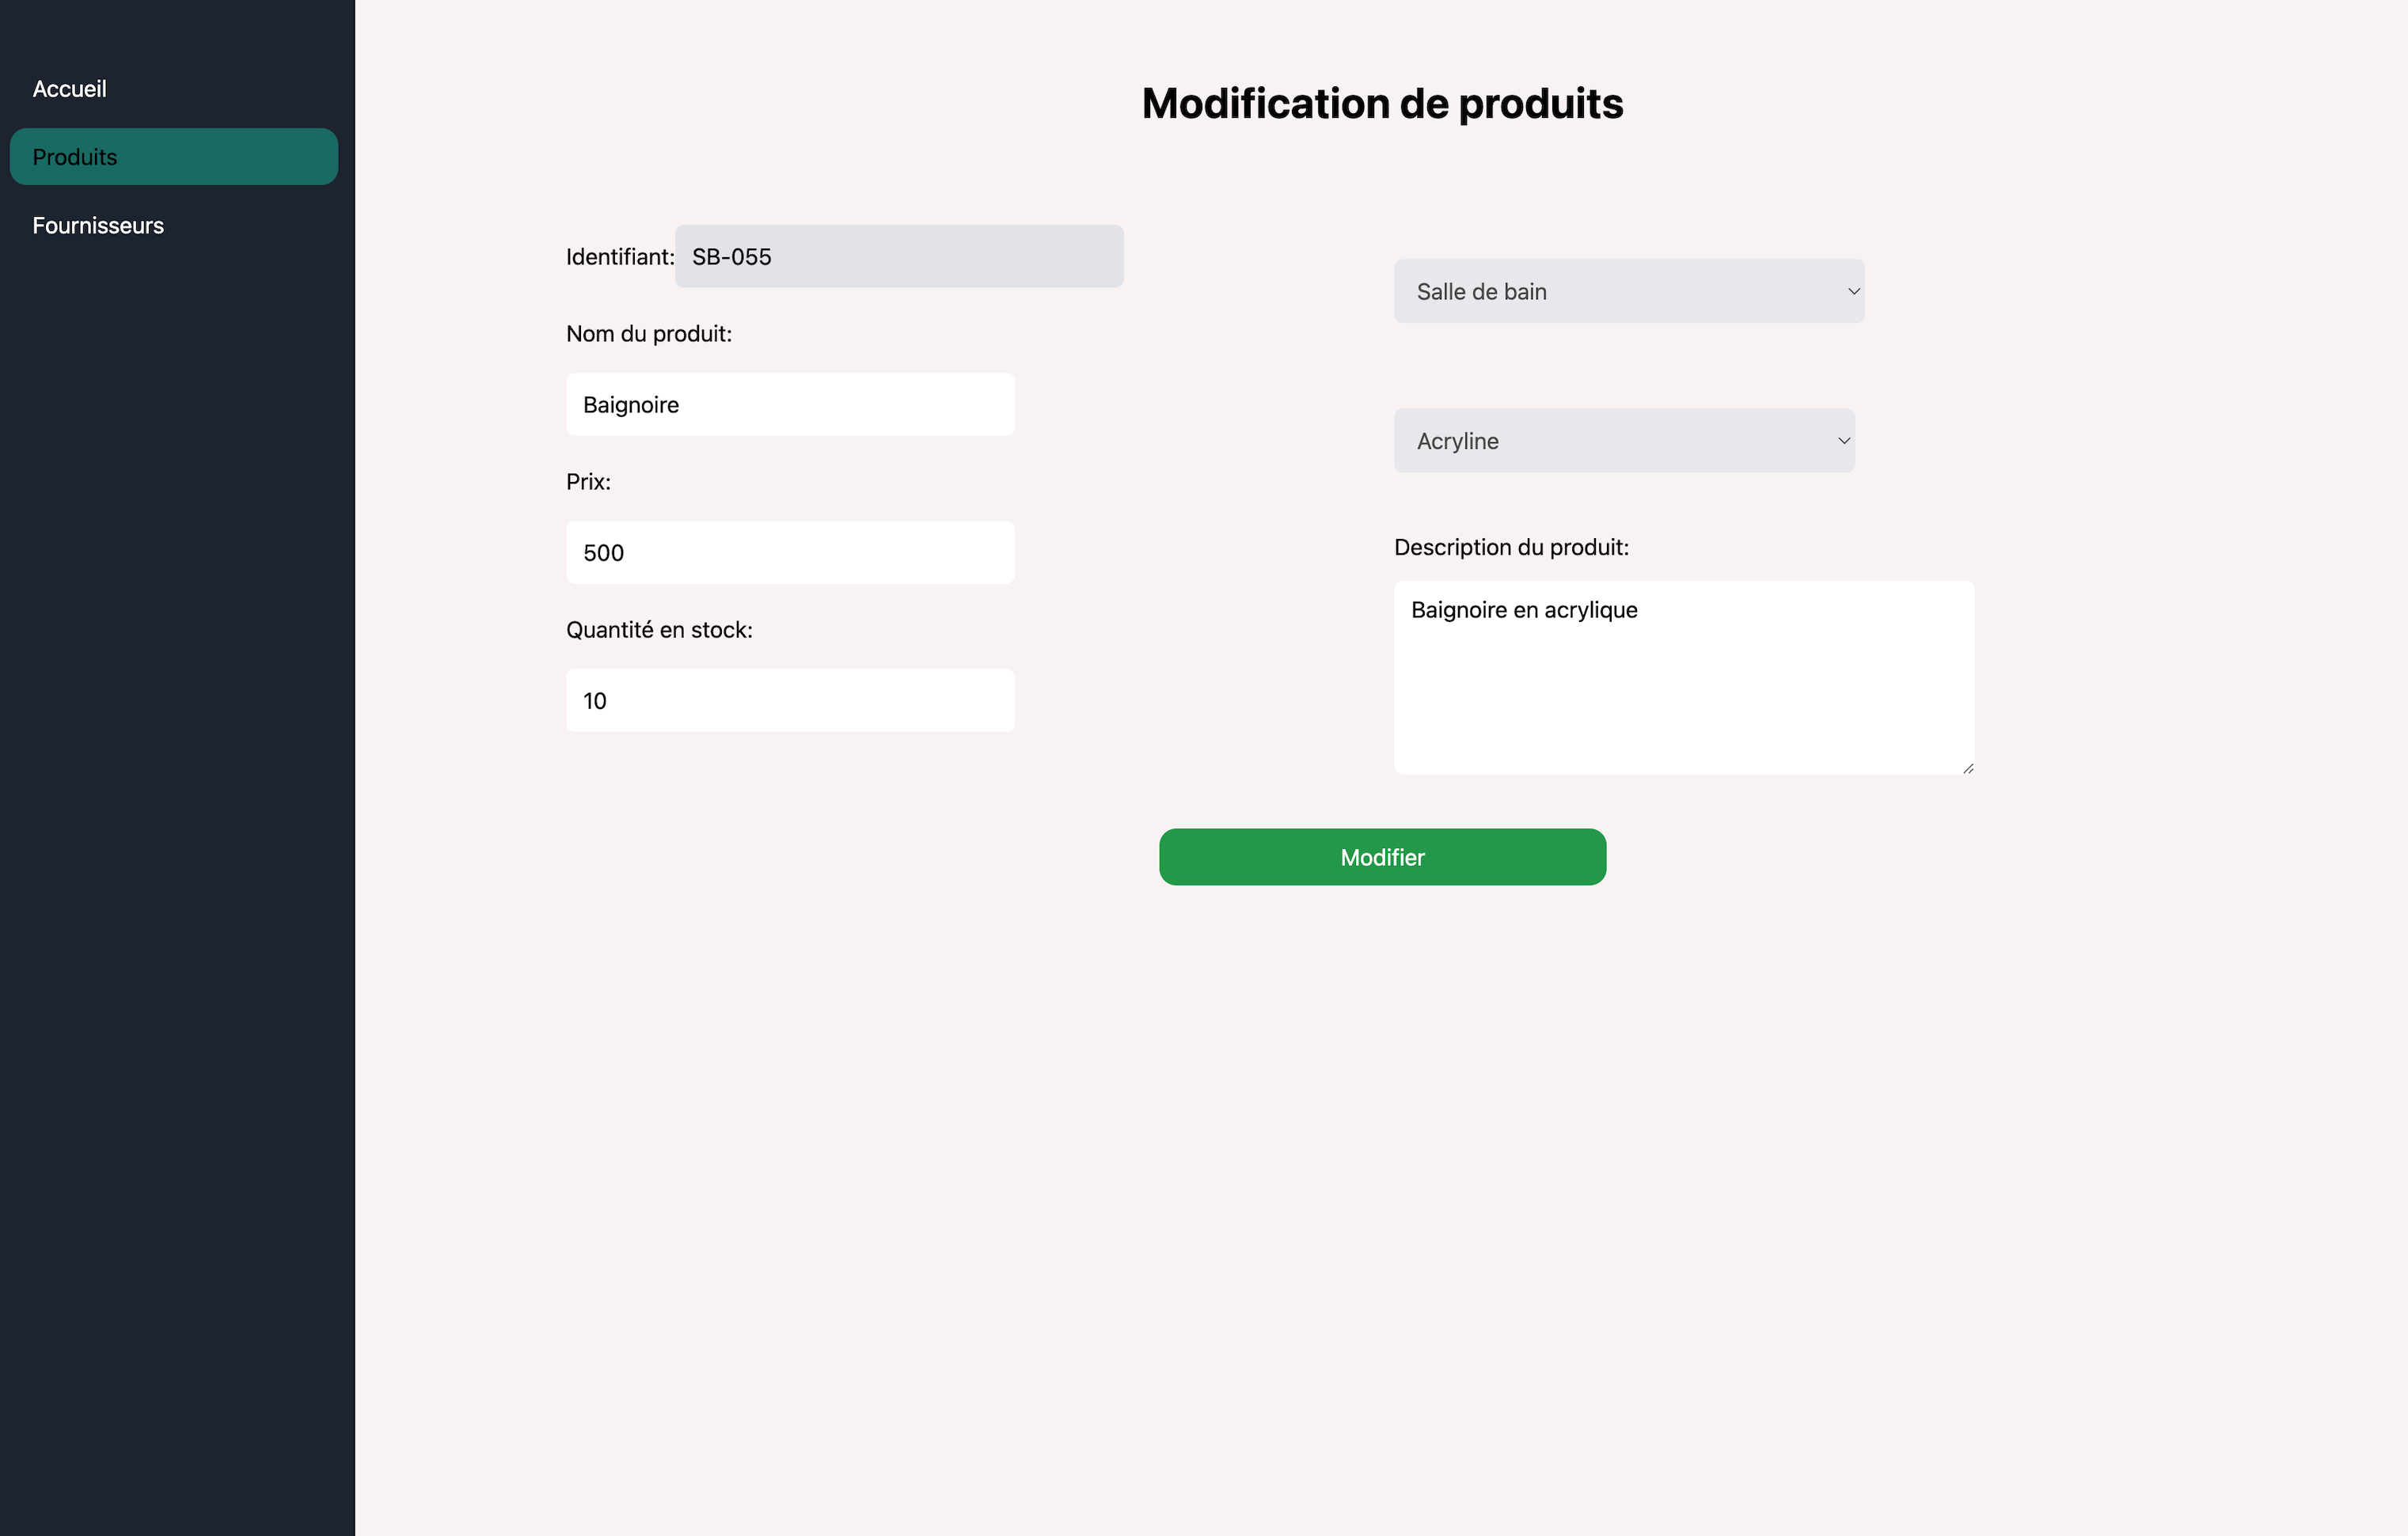 Accueil
Produits
Fournisseurs
Modification de produits
Identifiant:
SB-055
Nom du produit:
Baignoire
Prix:
500
Quantité en stock:
10
Salle de bain
Acryline
Description du produit:
Baignoire en acrylique
Modifier